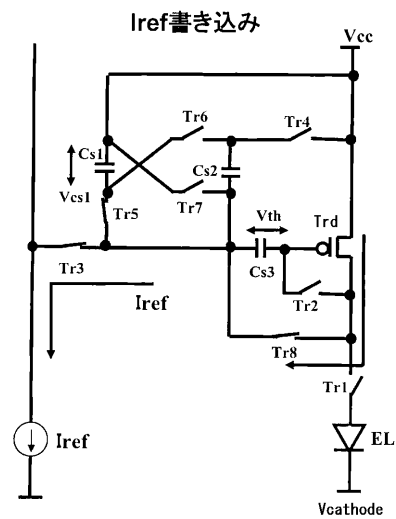 Iref書き込み
Vcc
Tr6
Tr4
Cs1
Cs2
Vcs1
Tr5
Tr7
Vth
Trd
Tr3
Cs3
Tr2
Iref
Tr8
Tr1
Iref
EL
Vcathode